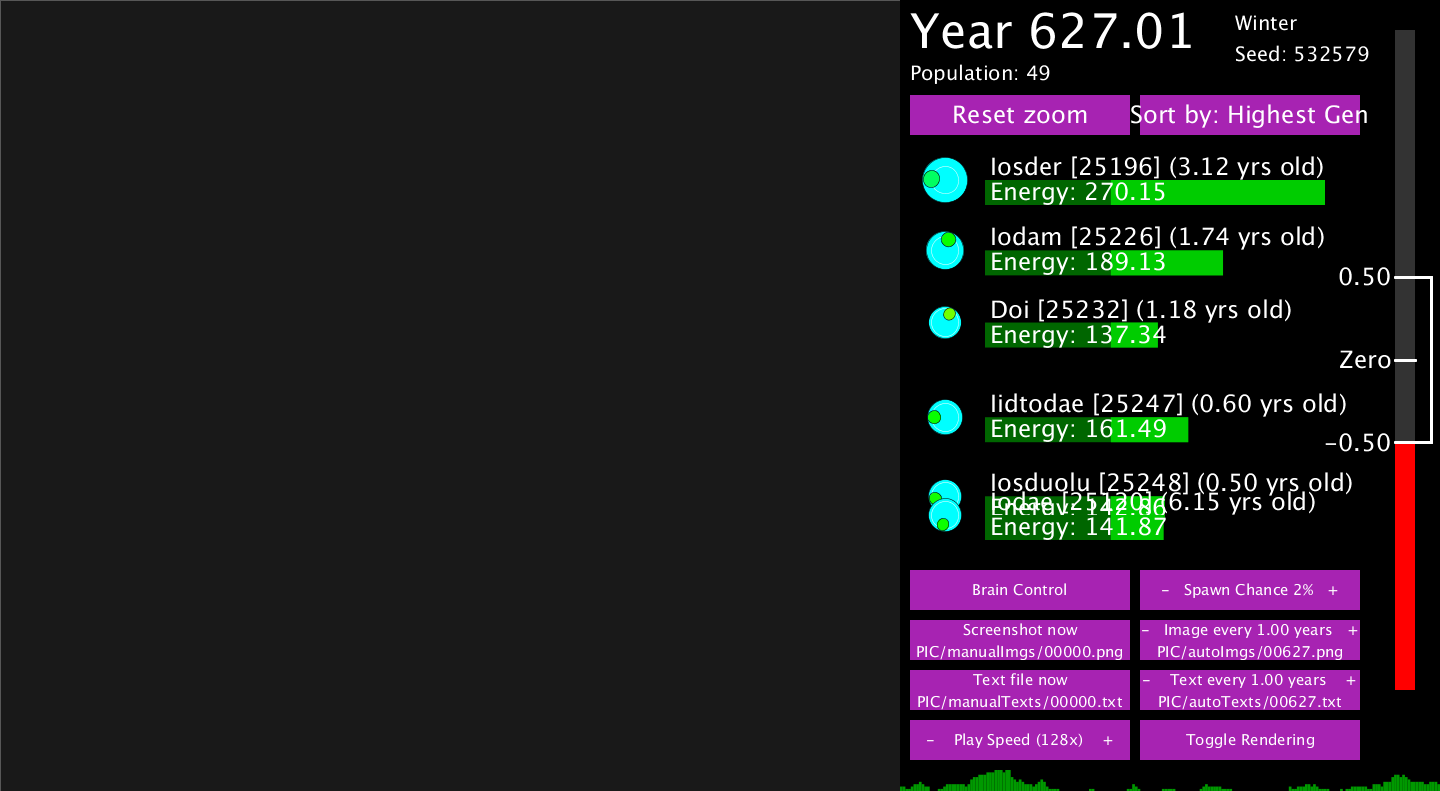 Year 627.01
Winter
Seed: 532579
Population: 49
Reset zoom
Sort by: Highest Gen
Iosder [25196] (3.12 yrs old)
Energy: 270.15
Iodam [25226] (1.74 yrs old)
Energy: 189.13
0.50
Doi [25232] (1.18 yrs old)
Energy: 137.34
Zero
Iidtodae [25247] (0.60 yrs old)
Energy: 161.49
-0.50
Iosduolu [25248] (0.50 yrs old)
Iodae [25120] (6.15 yrs old)
Energy: 142.86
Energy: 141.87
Brain Control
- Spawn Chance 2% +
Screenshot now
PIC/manualImgs/00000.png
- Image every 1.00 years +
PIC/autoImgs/00627.png
Text file now
PIC/manualTexts/00000.txt
- Text every 1.00 years +
PIC/autoTexts/00627.txt
- Play Speed (128x) +
Toggle Rendering